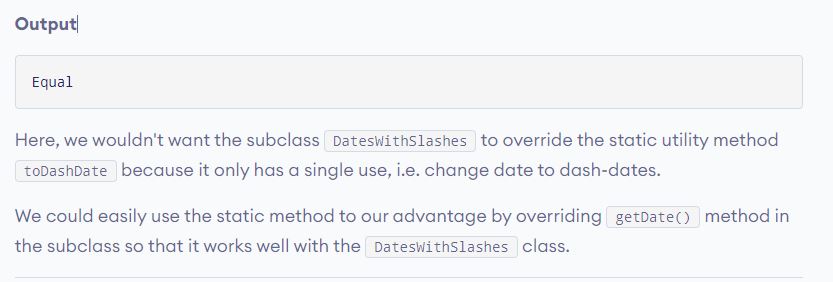 Output
Equal
Here, we wouldn't want the subclass DatesWithSlashes to override the static utility method
toDashDate because it only has a single use, i.e. change date to dash-dates.
We could easily use the static method to our advantage by overriding getDate() method in
the subclass so that it works well with the DatesWithSlashes class.